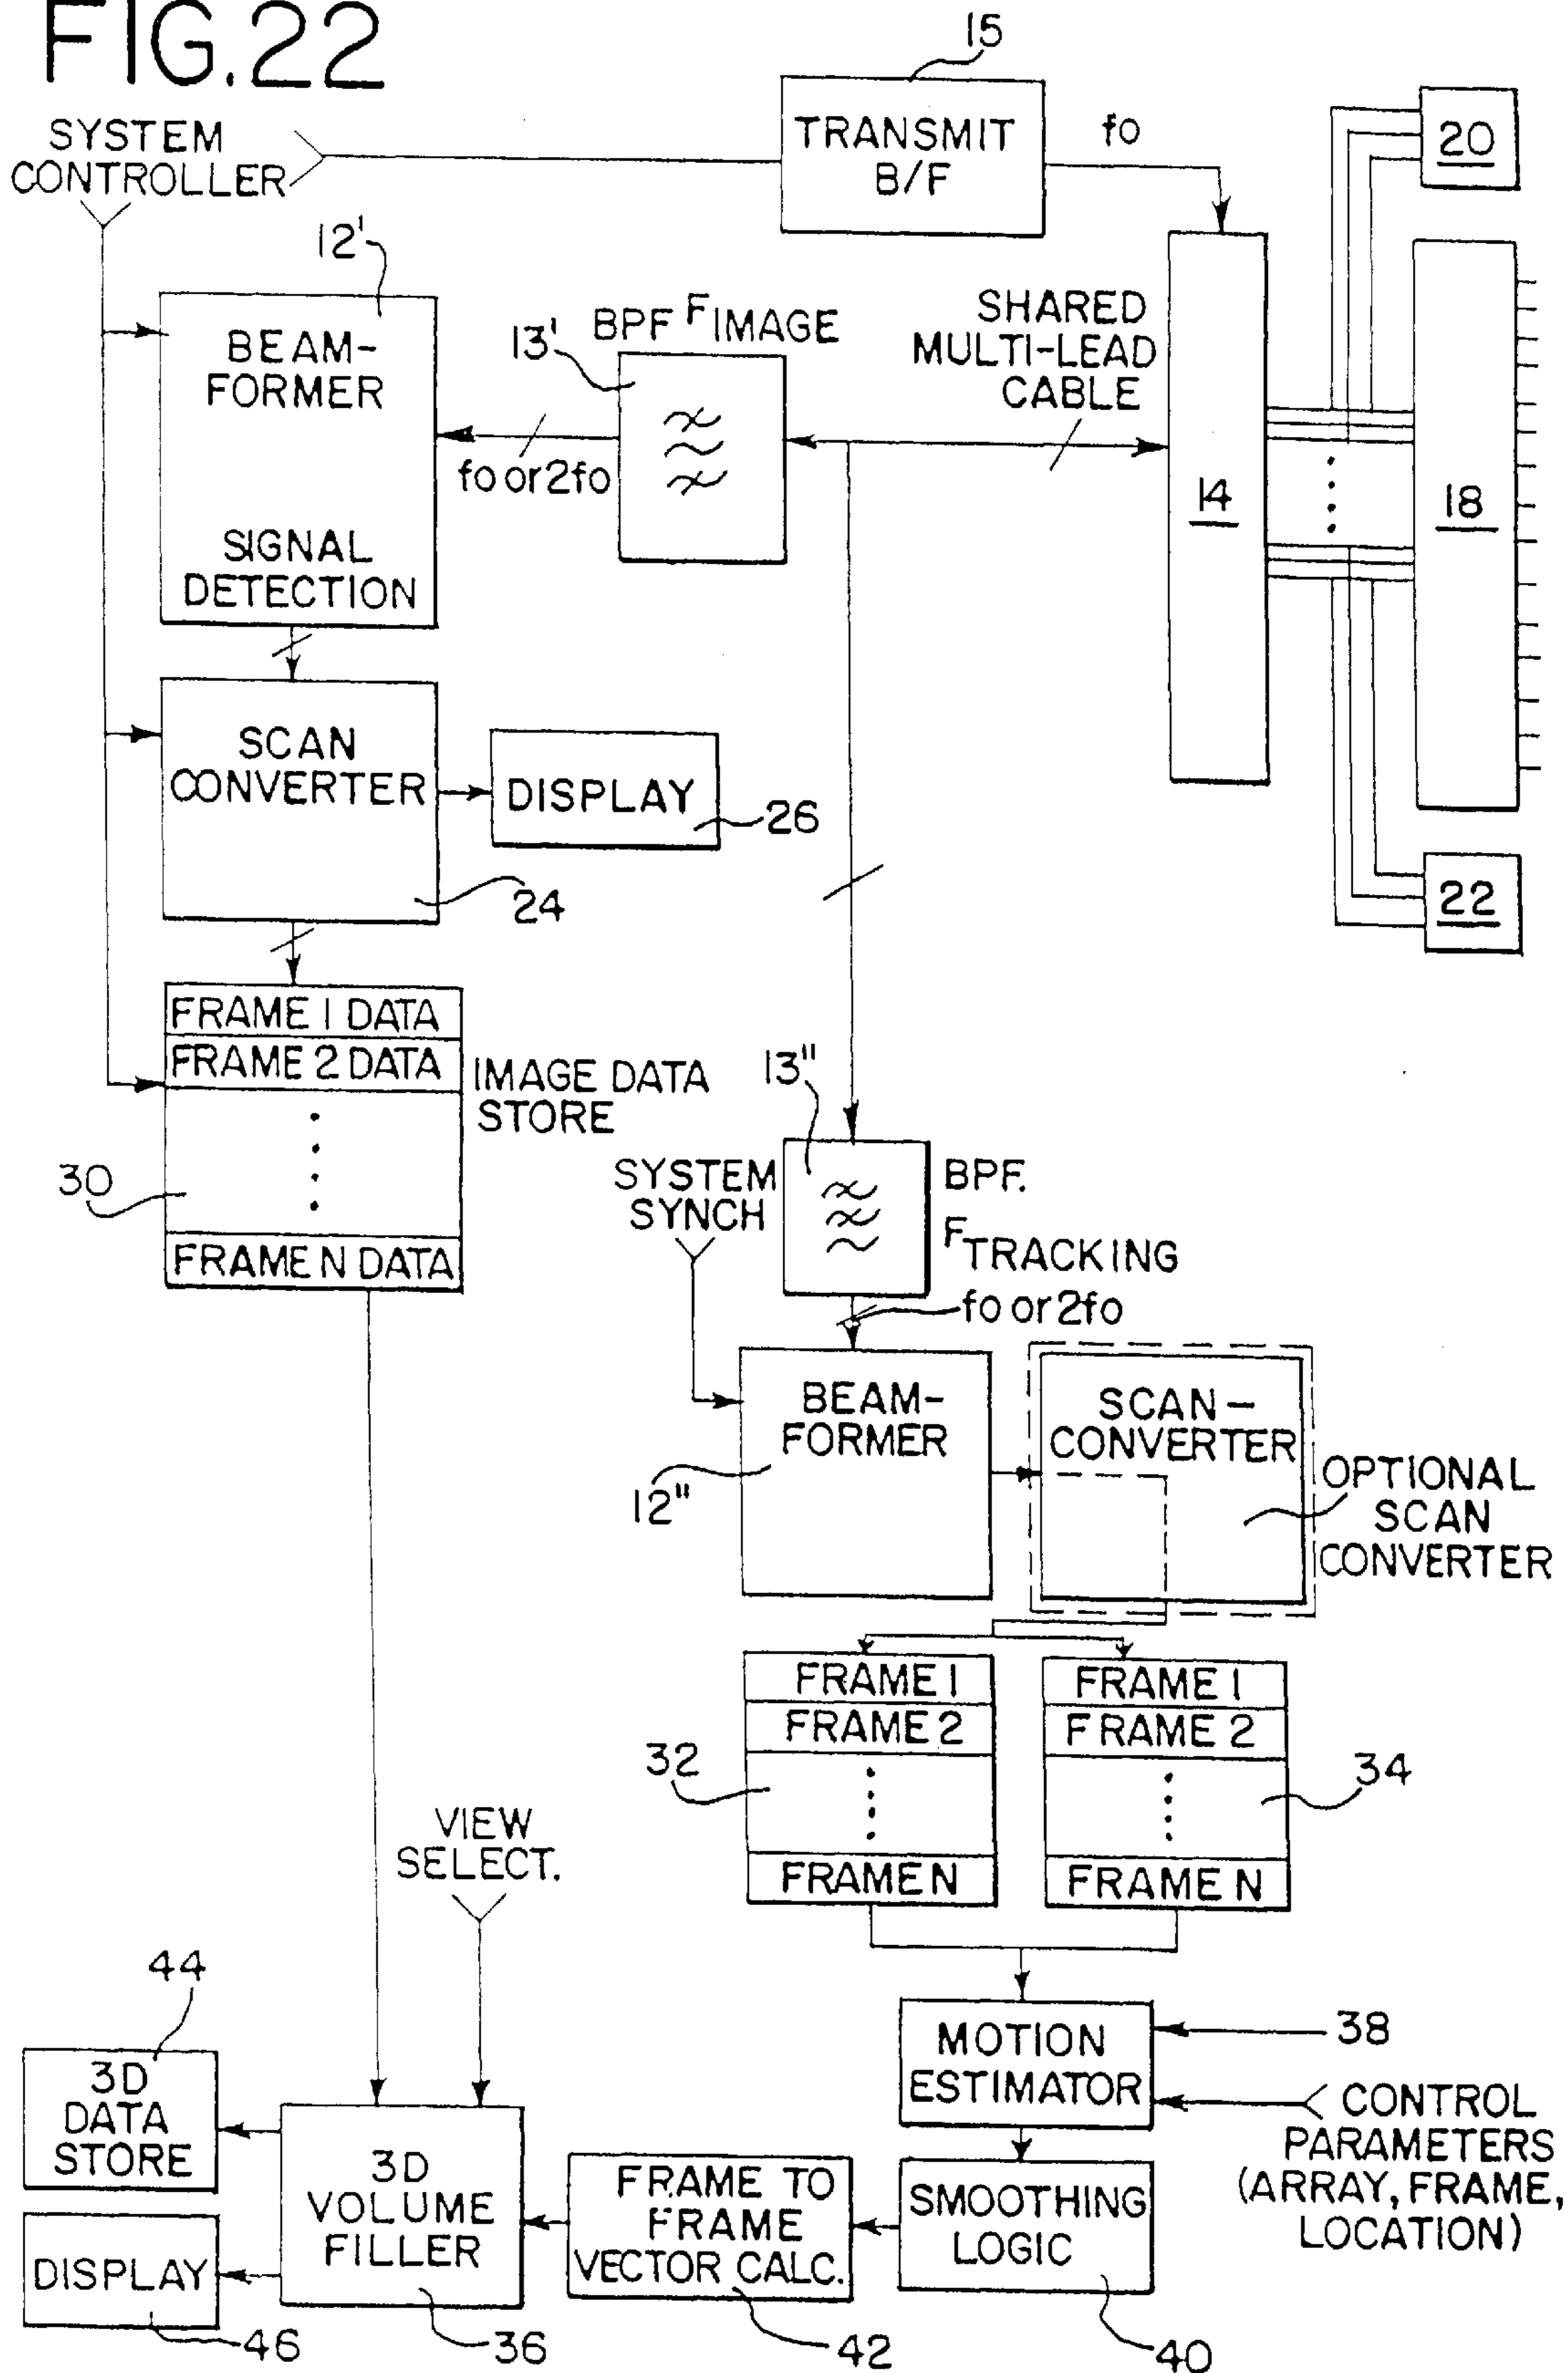 FIG.22
15
SYSTEM
CONTROLLER
TRANSMIT
B/F
fo
20
12'
BEAM-
FORMER
SIGNAL
DETECTION
13'
BPF FIMAGE
fo or 2fo
SHARED
MULTI-LEAD
CABLE
14
18
22
SCAN
CONVERTER
24
DISPLAY
26
FRAME 1 DATA
FRAME 2 DATA
FRAME N DATA
IMAGE DATA
STORE
30
13"
SYSTEM
SYNCH
BPF.
FTRACKING
fo or 2fo
BEAM-
FORMER
12"
SCAN-
CONVERTER
OPTIONAL
SCAN
CONVERTER
FRAME 1
FRAME 2
FRAME N
32
FRAME 1
FRAME 2
FRAME N
34
VIEW
SELECT.
MOTION
ESTIMATOR
38
CONTROL
PARAMETERS
(ARRAY, FRAME,
LOCATION)
44
3D
DATA
STORE
3D
VOLUME
FILLER
36
FRAME TO
FRAME
VECTOR CALC.
42
SMOOTHING
LOGIC
40
DISPLAY
46